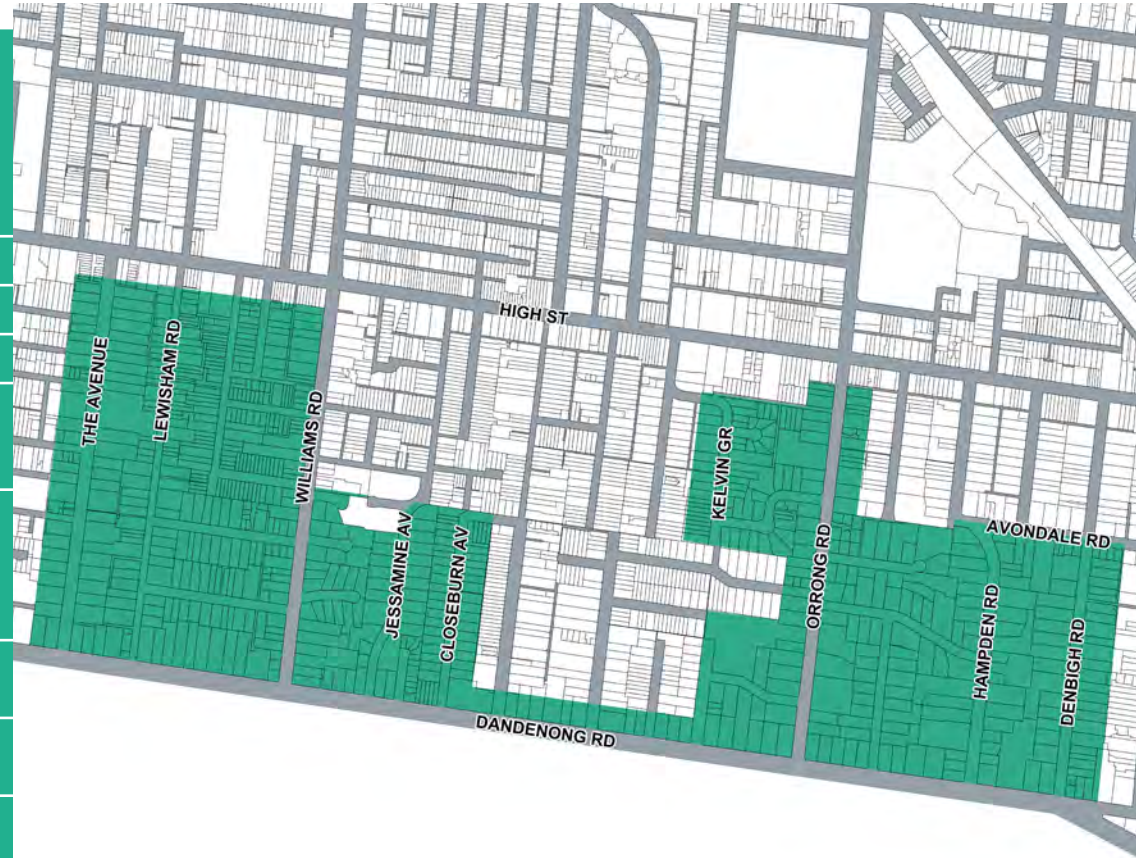 HIGH ST
THE AVENUE
LEWISHAM RD
WILLIAMS RD
KELVIN GR
JESSAMINE AV
CLOSEBURN AV
ORRONG RD
AVONDALE RD
HAMPDEN RD
DENBIGH RD
DANDENONG RD